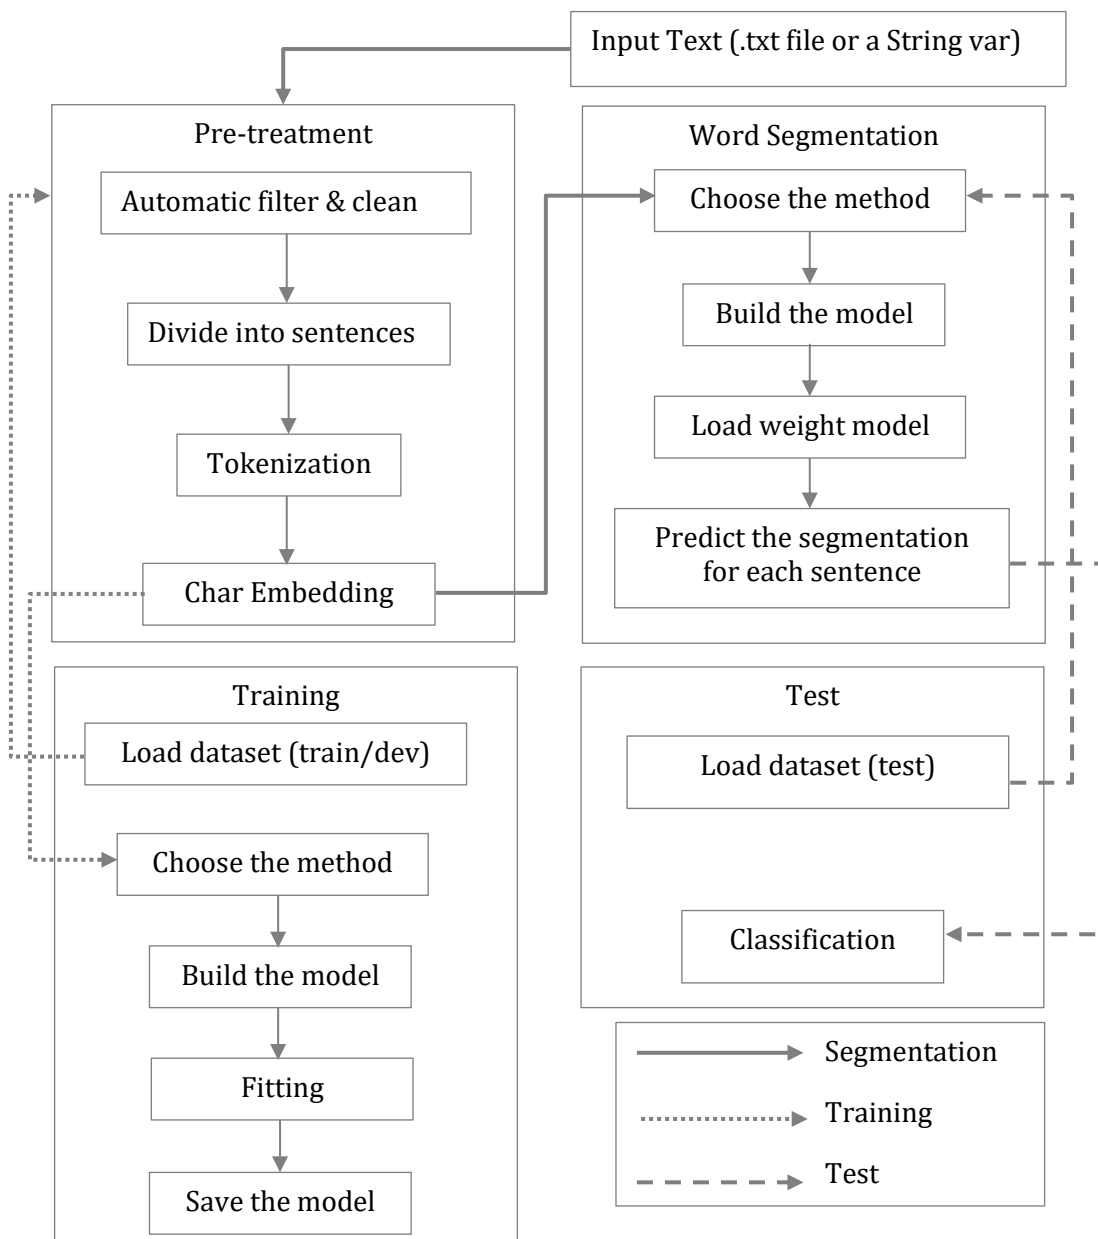 Input Text (.txt file or a String var)
Pre-treatment
Automatic filter & clean
Divide into sentences
Tokenization
Char Embedding
Word Segmentation
Choose the method
Build the model
Load weight model
Predict the segmentation
for each sentence
Training
Load dataset (train/dev)
Choose the method
Build the model
Fitting
Save the model
Test
Load dataset (test)
Classification
Segmentation
Training
Test